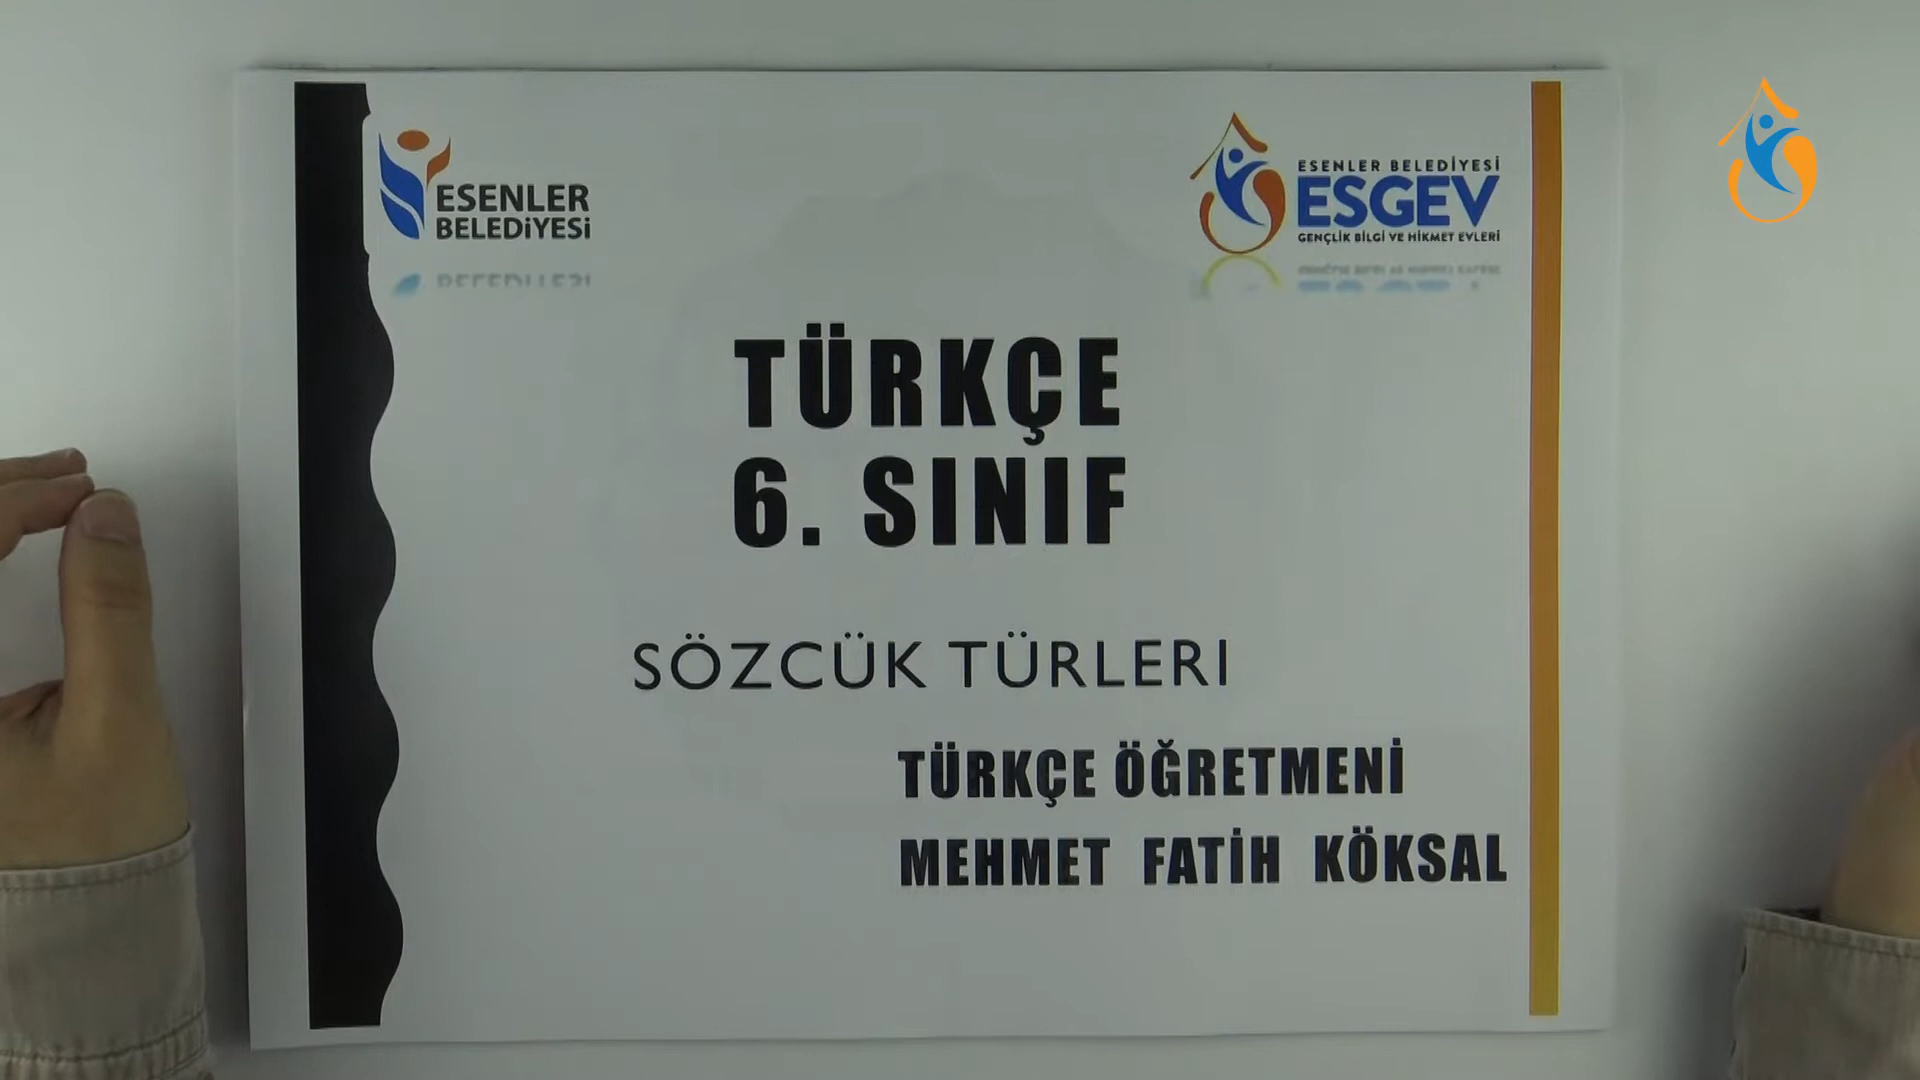 ESENLER
BELEDİYESİ
ESENLER BELEDİYESİ
ESGEV
GENÇLİK BİLGİ VE HİKMET EVLERİ
TÜRKÇE
6. SINIF
SÖZCÜK TÜRLERI
TÜRKÇE ÖĞRETMENİ
MEHMET FATİH KÖKSAL